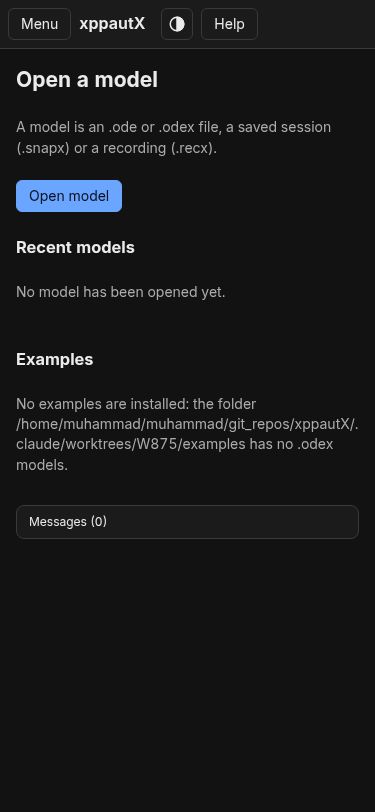 Menu
xppautX
Help
Open a model
A model is an .ode or .odex file, a saved session
(.snapx) or a recording (.recx).
Open model
Recent models
No model has been opened yet.
Examples
No examples are installed: the folder
/home/muhammad/muhammad/git_repos/xppautX/.
claude/worktrees/W875/examples has no .odex
models.
Messages (0)